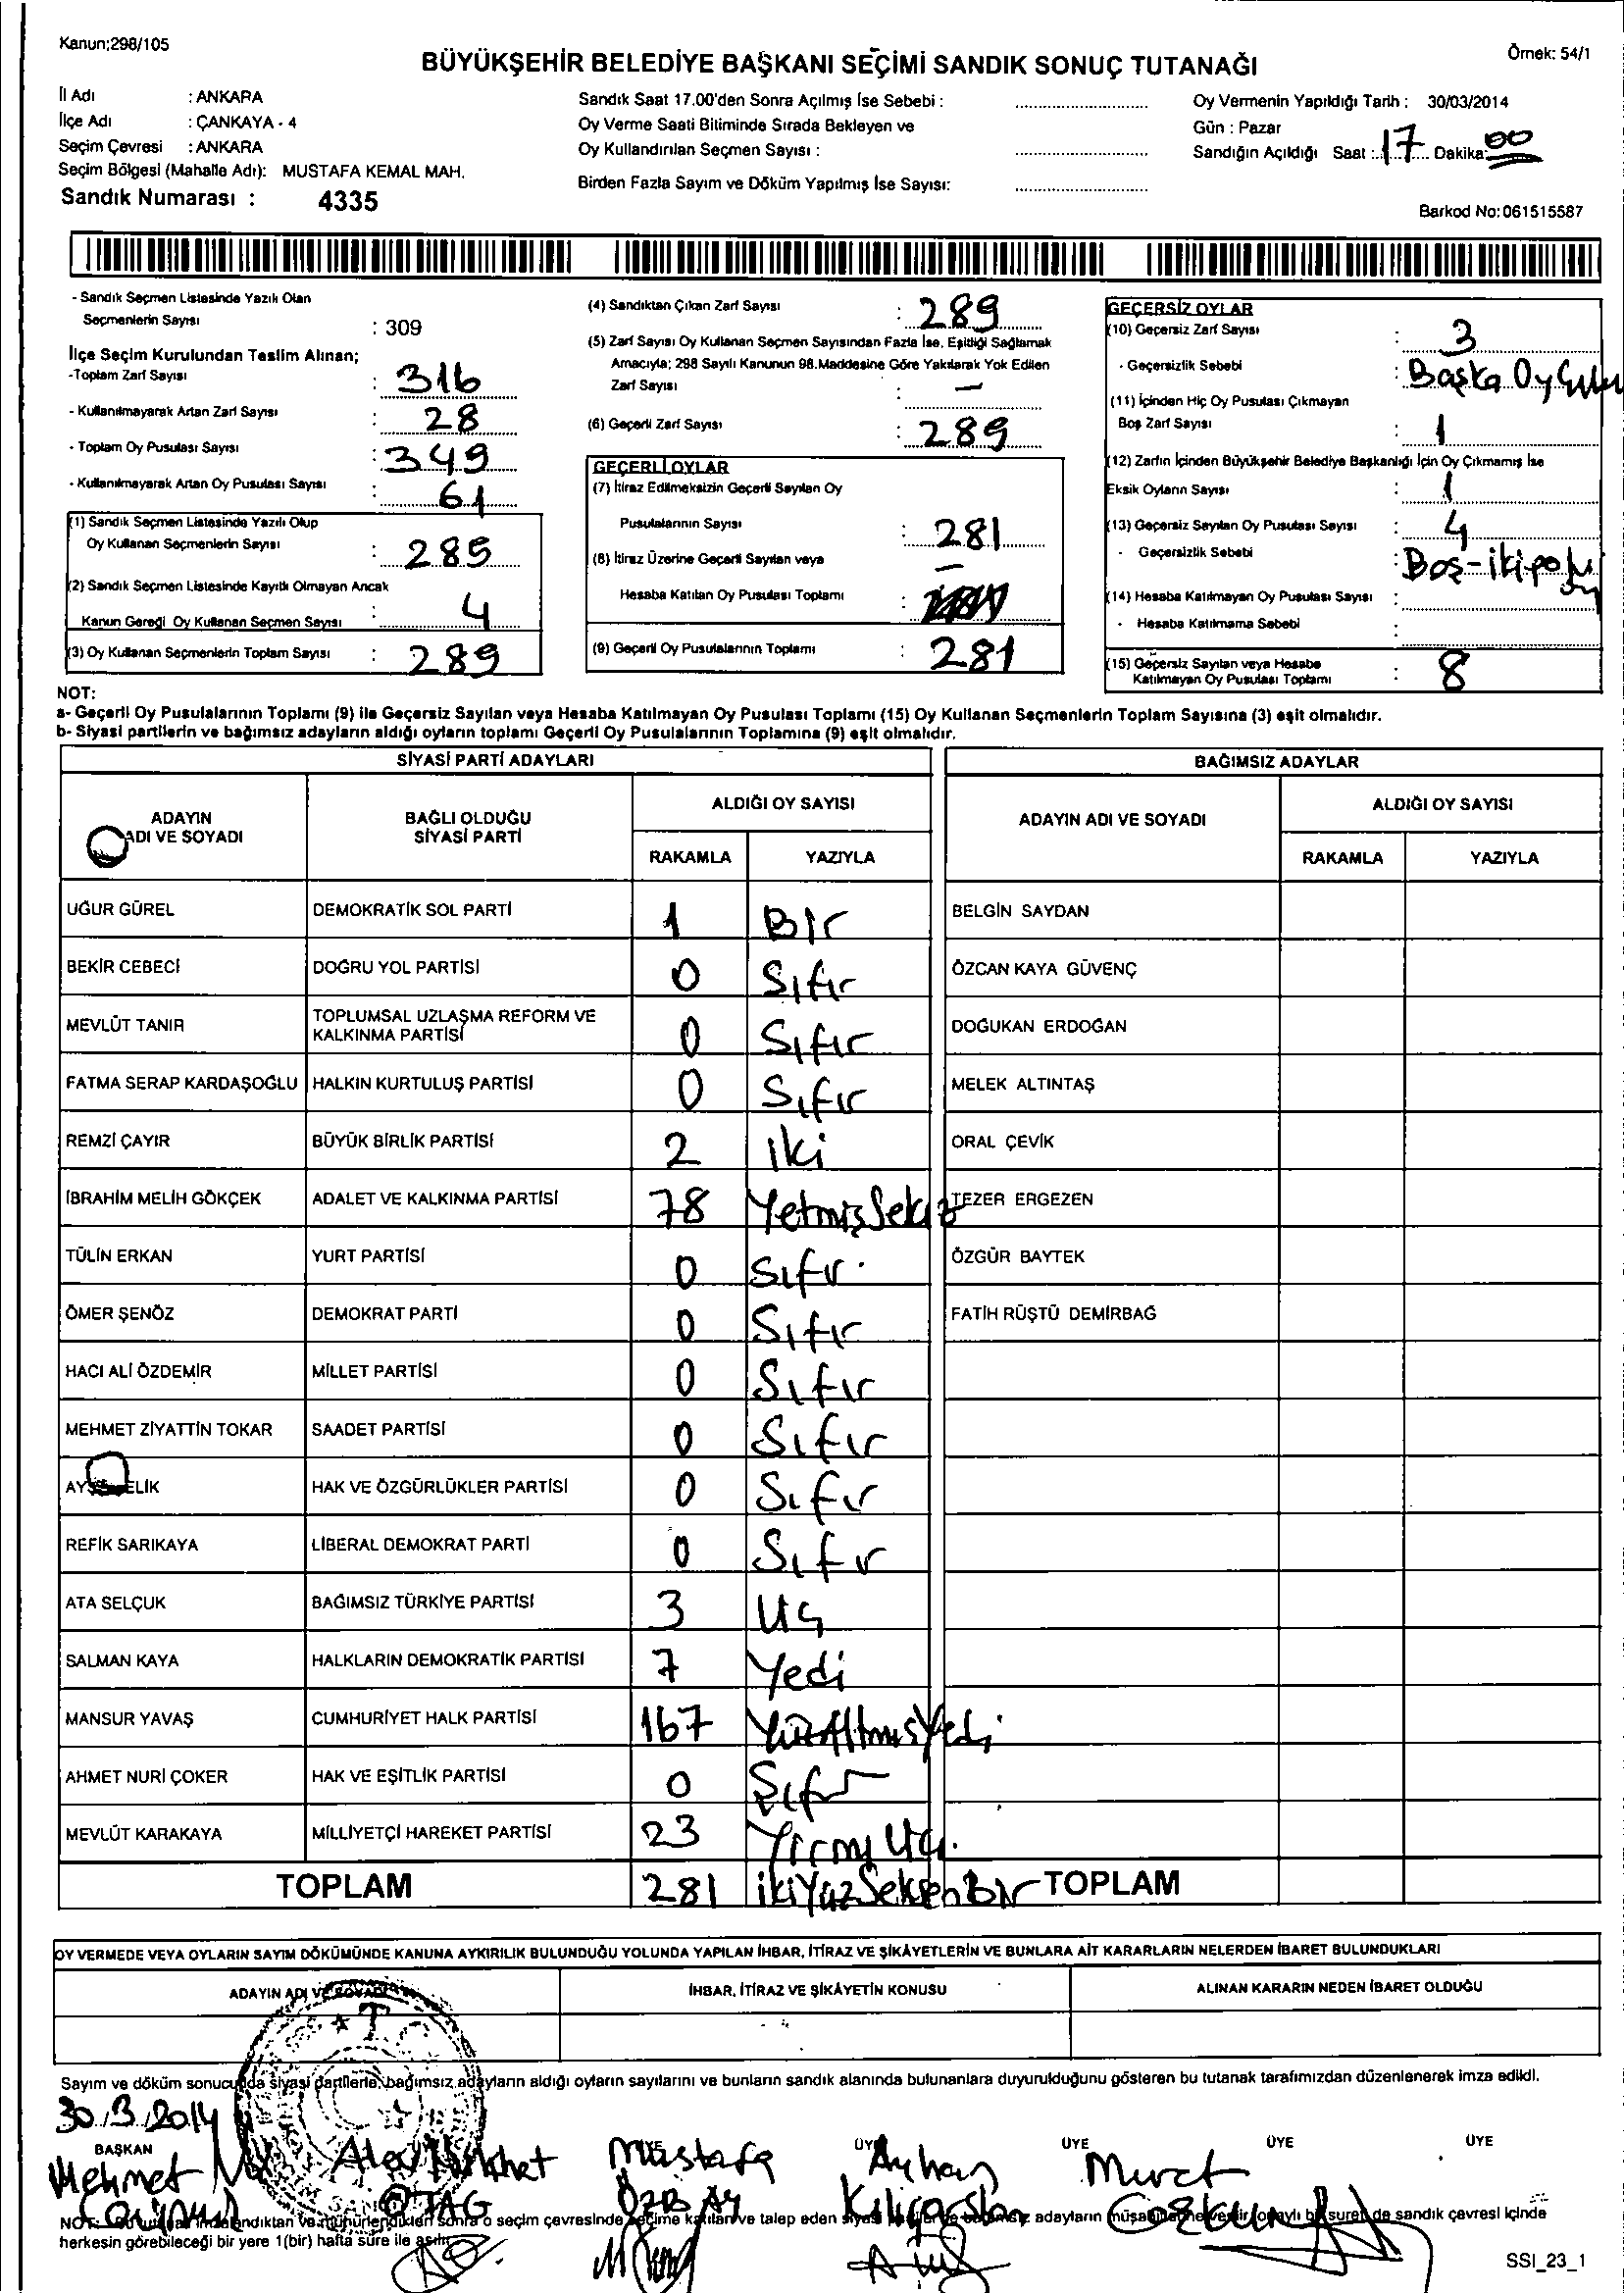 Kanun;298/105
BÜYÜKŞEHİR BELEDİYE BAŞKANI SEÇİMİ SANDIK SONUÇ TUTANAĞI
Örnek: 54/1
İl Adı : ANKARA
İlçe Adı : ÇANKAYA - 4
Seçim Çevresi : ANKARA
Seçim Bölgesi (Mahalle Adı): MUSTAFA KEMAL MAH.
Sandık Numarası : 4335
Sandık Saat 17.00'den Sonra Açılmış İse Sebebi :
Oy Verme Saati Bitiminde Sırada Bekleyen ve
Oy Kullandırılan Seçmen Sayısı :
Birden Fazla Sayım ve Döküm Yapılmış İse Sayısı:
Oy Vermenin Yapıldığı Tarih : 30/03/2014
Gün : Pazar
Sandığın Açıldığı Saat : 17 Dakika: 00
Barkod No:061515587
- Sandık Seçmen Listesinde Yazılı Olan
Seçmenlerin Sayısı : 309
İlçe Seçim Kurulundan Teslim Alınan;
-Toplam Zarf Sayısı : 316
- Kullanılmayarak Artan Zarf Sayısı : 28
- Toplam Oy Pusulası Sayısı : 349
- Kullanılmayarak Artan Oy Pusulası Sayısı : 61
(1) Sandık Seçmen Listesinde Yazılı Olup
Oy Kullanan Seçmenlerin Sayısı : 285
(2) Sandık Seçmen Listesinde Kayıtlı Olmayan Ancak
Kanun Gereği Oy Kullanan Seçmen Sayısı : 4
(3) Oy Kullanan Seçmenlerin Toplam Sayısı : 289
(4) Sandıktan Çıkan Zarf Sayısı : 289
(5) Zarf Sayısı Oy Kullanan Seçmen Sayısından Fazla İse, Eşitliği Sağlamak
Amacıyla; 298 Sayılı Kanunun 98.Maddesine Göre Yakılarak Yok Edilen
Zarf Sayısı : -
(6) Geçerli Zarf Sayısı : 289
GEÇERLİ OYLAR
(7) İtiraz Edilmeksizin Geçerli Sayılan Oy
Pusulalarının Sayısı : 281
(8) İtiraz Üzerine Geçerli Sayılan veya
Hesaba Katılan Oy Pusulası Toplamı : -
(9) Geçerli Oy Pusulalarının Toplamı : 281
GEÇERSİZ OYLAR
(10) Geçersiz Zarf Sayısı : 3
- Geçersizlik Sebebi : Başka Oy
(11) İçinden Hiç Oy Pusulası Çıkmayan
Boş Zarf Sayısı : 1
(12) Zarfın İçinden Büyükşehir Belediye Başkanlığı İçin Oy Çıkmamış İse
Eksik Oyların Sayısı : 1
(13) Geçersiz Sayılan Oy Pusulası Sayısı : 4
- Geçersizlik Sebebi : Boş-iki
(14) Hesaba Katılmayan Oy Pusulası Sayısı :
- Hesaba Katılmama Sebebi :
(15) Geçersiz Sayılan veya Hesaba
Katılmayan Oy Pusulası Toplamı : 8
NOT:
a- Geçerli Oy Pusulalarının Toplamı (9) ile Geçersiz Sayılan veya Hesaba Katılmayan Oy Pusulası Toplamı (15) Oy Kullanan Seçmenlerin Toplam Sayısına (3) eşit olmalıdır.
b- Siyasi partilerin ve bağımsız adayların aldığı oyların toplamı Geçerli Oy Pusulalarının Toplamına (9) eşit olmalıdır.
SİYASİ PARTİ ADAYLARI BAĞIMSIZ ADAYLAR
ADAYIN ADI VE SOYADI BAĞLI OLDUĞU SİYASİ PARTİ ALDIĞI OY SAYISI ADAYIN ADI VE SOYADI ALDIĞI OY SAYISI
RAKAMLA YAZIYLA RAKAMLA YAZIYLA
UĞUR GÜREL DEMOKRATİK SOL PARTİ 1 Bir BELGİN SAYDAN
BEKİR CEBECİ DOĞRU YOL PARTİSİ 0 Sıfır ÖZCAN KAYA GÜVENÇ
MEVLÜT TANIR TOPLUMSAL UZLAŞMA REFORM VE KALKINMA PARTİSİ 0 Sıfır DOĞUKAN ERDOĞAN
FATMA SERAP KARDAŞOĞLU HALKIN KURTULUŞ PARTİSİ 0 Sıfır MELEK ALTINTAŞ
REMZİ ÇAYIR BÜYÜK BİRLİK PARTİSİ 2 iki ORAL ÇEVİK
İBRAHİM MELİH GÖKÇEK ADALET VE KALKINMA PARTİSİ 78 YetmişSekiz TEZER ERGEZEN
TÜLİN ERKAN YURT PARTİSİ 0 Sıfır ÖZGÜR BAYTEK
ÖMER ŞENÖZ DEMOKRAT PARTİ 0 Sıfır FATİH RÜŞTÜ DEMİRBAĞ
HACI ALİ ÖZDEMİR MİLLET PARTİSİ 0 Sıfır
MEHMET ZİYATTİN TOKAR SAADET PARTİSİ 0 Sıfır
HAK VE ÖZGÜRLÜKLER PARTİSİ 0 Sıfır
REFİK SARIKAYA LİBERAL DEMOKRAT PARTİ 0 Sıfır
ATA SELÇUK BAĞIMSIZ TÜRKİYE PARTİSİ 3 Uç
SALMAN KAYA HALKLARIN DEMOKRATİK PARTİSİ 7 Yedi
MANSUR YAVAŞ CUMHURİYET HALK PARTİSİ 167 YüzAltmışYedi
AHMET NURİ ÇOKER HAK VE EŞİTLİK PARTİSİ 0 Sıfır
MEVLÜT KARAKAYA MİLLİYETÇİ HAREKET PARTİSİ 23 Yirmi Uç.
TOPLAM 281 ikiYüzSeksenBir TOPLAM
OY VERMEDE VEYA OYLARIN SAYIM DÖKÜMÜNDE KANUNA AYKIRILIK BULUNDUĞU YOLUNDA YAPILAN İHBAR, İTİRAZ VE ŞİKÂYETLERİN VE BUNLARA AİT KARARLARIN NELERDEN İBARET BULUNDUKLARI
ADAYIN ADI VE SOYADI İHBAR, İTİRAZ VE ŞİKÂYETİN KONUSU ALINAN KARARIN NEDEN İBARET OLDUĞU
Sayım ve döküm sonucunda siyasi partilerle, bağımsız adayların aldığı oyların sayılarını ve bunların sandık alanında bulunanlara duyurulduğunu gösteren bu tutanak tarafımızdan düzenlenerek imza edildi.
30/3/2014
BAŞKAN ÜYE ÜYE ÜYE ÜYE
Mehmet Mustafa Ayhan Murat
ÖZBAY Kılıçarslan
seçim çevresinde seçime katılan ve talep eden siyasi adayların sandık çevresi içinde
herkesin görebileceği bir yere 1(bir) hafta süre ile asılır.
SSI_23_1